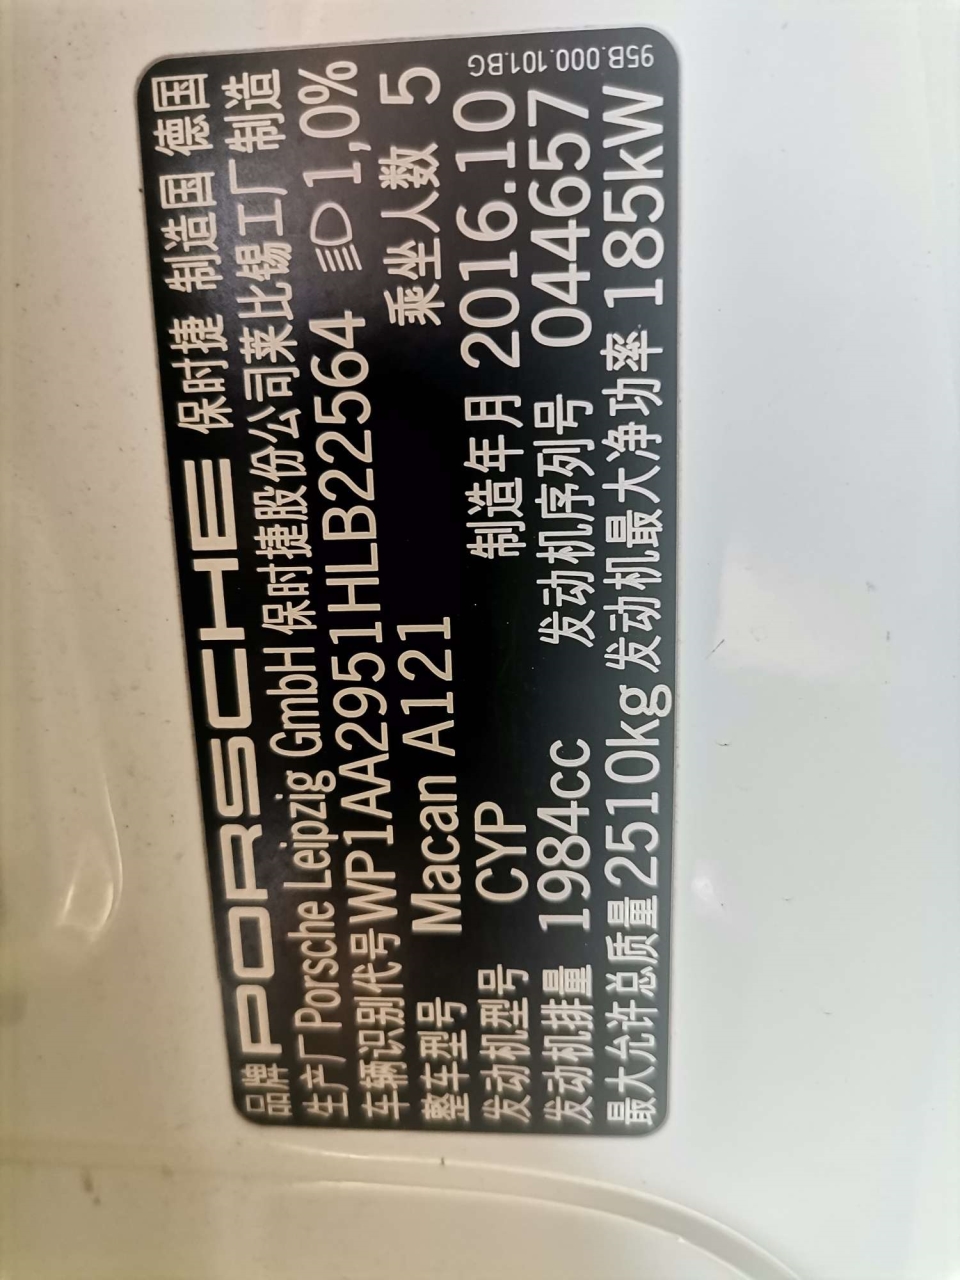 品牌 PORSCHE 保时捷 制造国 德国
生产厂 Porsche Leipzig GmbH 保时捷股份公司莱比锡工厂制造
车辆识别代号 WP1AA2951HLB22564 1,0%
整车型号 Macan A121 乘坐人数 5
发动机型号 CYP 制造年月 2016.10
发动机排量 1984cc 发动机序列号 044657
最大允许总质量 2510kg 发动机最大净功率 185kW
95B.000.101.BG